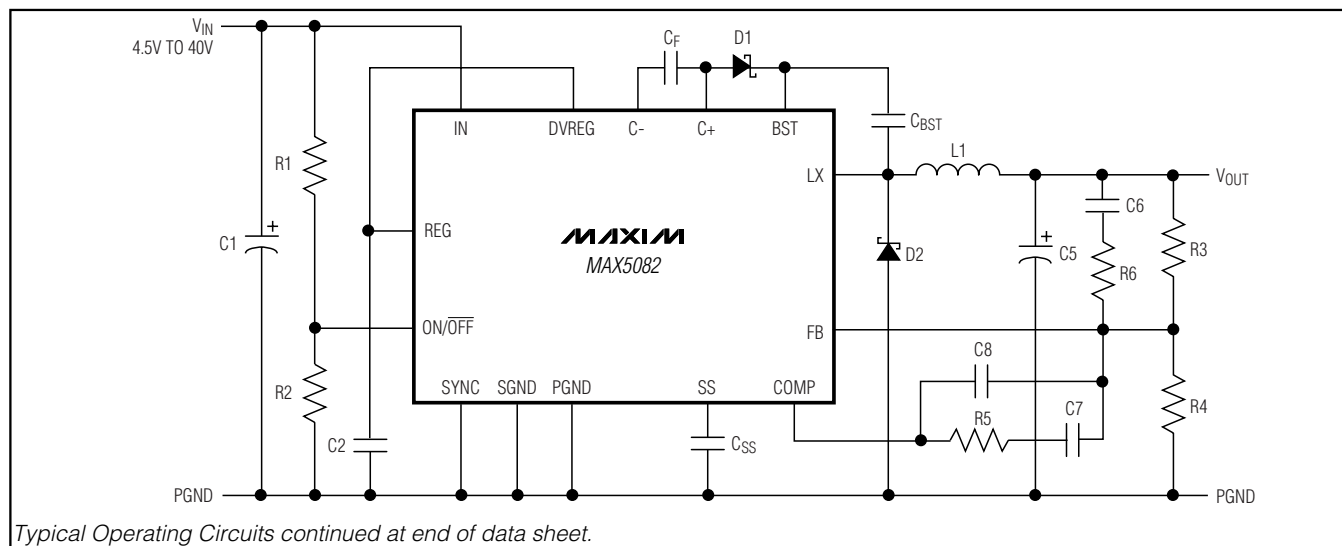 VIN
4.5V TO 40V
CF
D1
IN
DVREG
C-
C+
BST
CBST
R1
LX
L1
VOUT
C6
C1
+
REG
MAXIM
MAX5082
D2
+
C5
R6
R3
ON/OFF
FB
R2
SYNC
SGND
PGND
SS
COMP
C8
R5
C7
R4
C2
CSS
PGND
PGND
Typical Operating Circuits continued at end of data sheet.